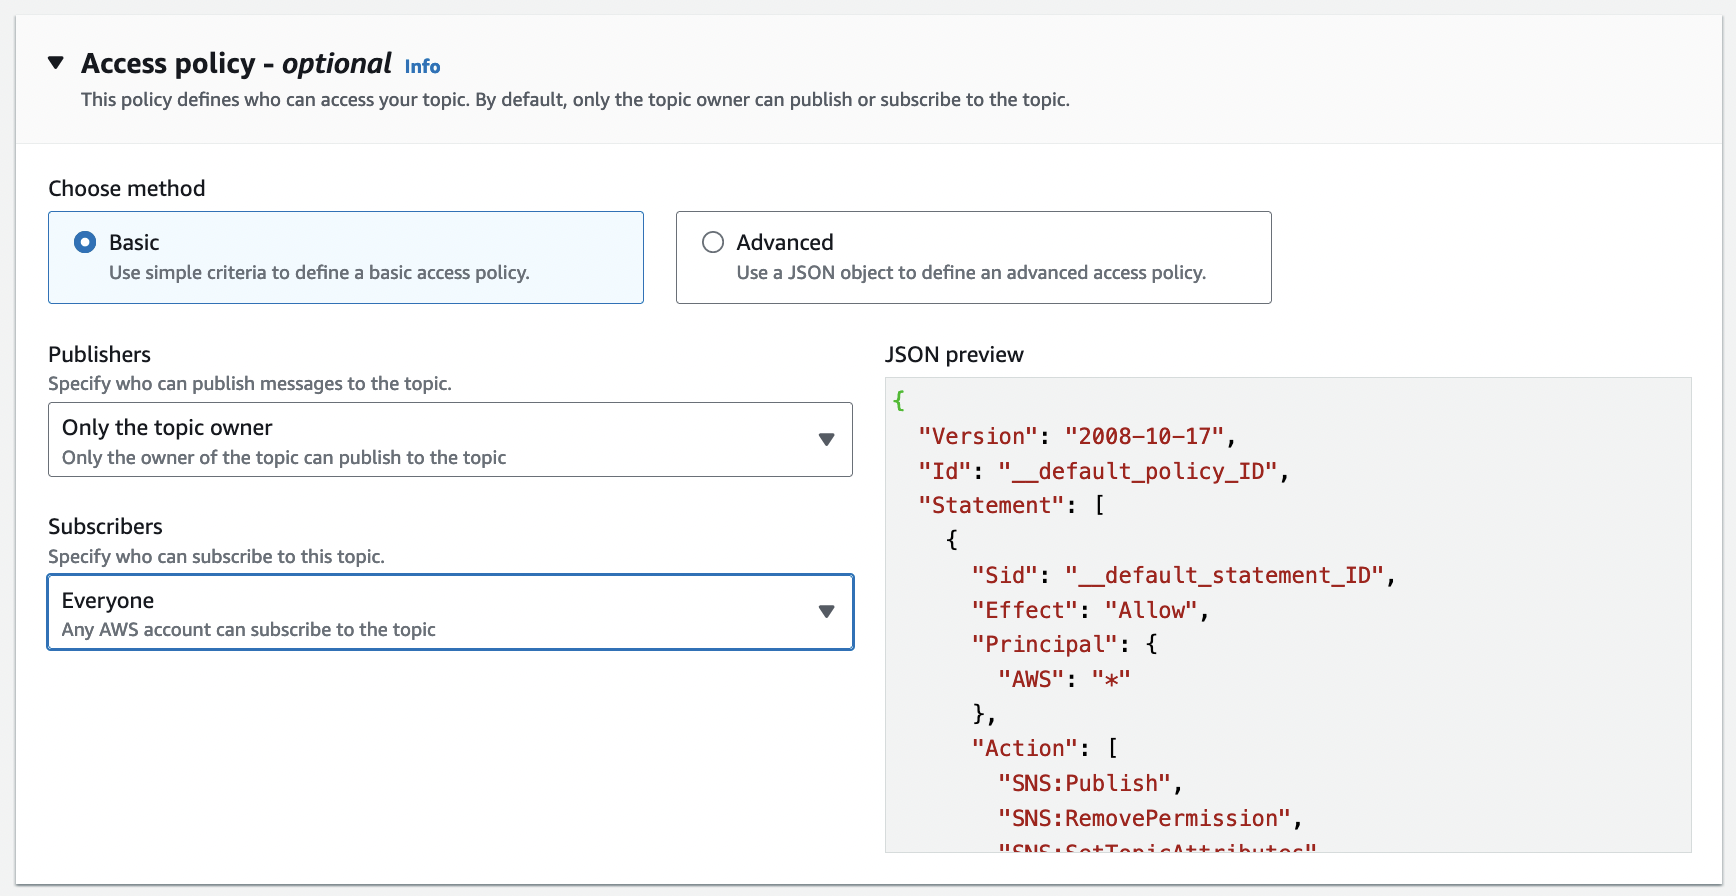 Access policy - optional Info
This policy defines who can access your topic. By default, only the topic owner can publish or subscribe to the topic.
Choose method
Basic
Use simple criteria to define a basic access policy.
Advanced
Use a JSON object to define an advanced access policy.
Publishers
Specify who can publish messages to the topic.
Only the topic owner
Only the owner of the topic can publish to the topic
Subscribers
Specify who can subscribe to this topic.
Everyone
Any AWS account can subscribe to the topic
JSON preview
{
"Version": "2008-10-17",
"Id": "__default_policy_ID",
"Statement": [
{
"Sid": "__default_statement_ID",
"Effect": "Allow",
"Principal": {
"AWS": "*"
},
"Action": [
"SNS:Publish",
"SNS:RemovePermission",
"SNS:SetTopicAttributes"